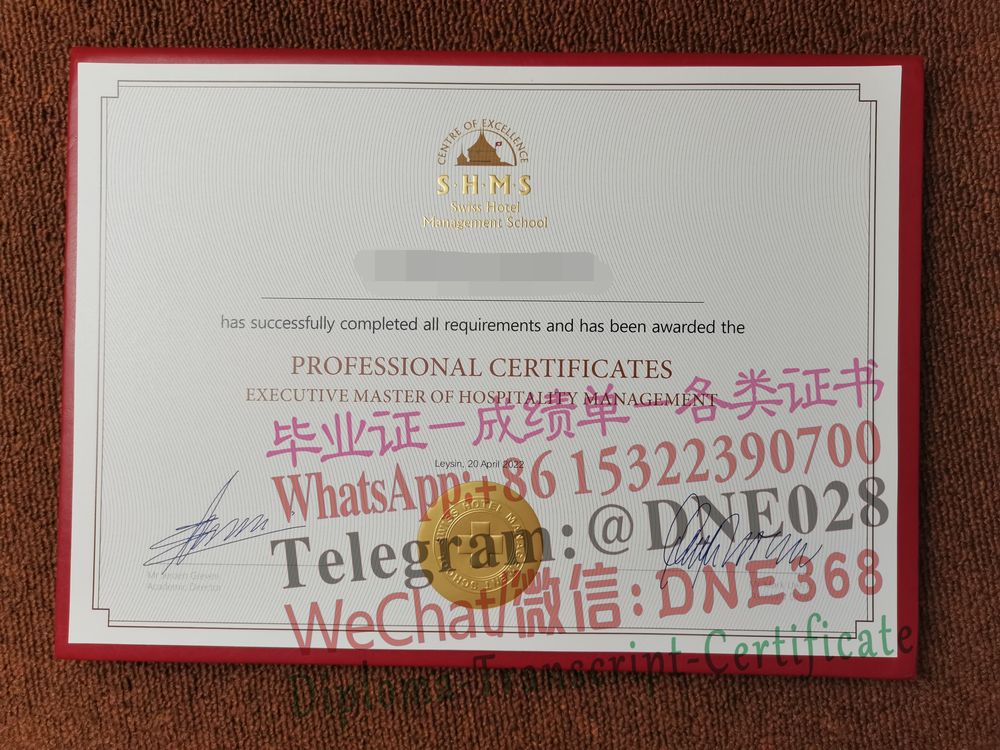 CENTRE OF EXCELLENCE
S·H·M·S
Swiss Hotel
Management School
has successfully completed all requirements and has been awarded the
PROFESSIONAL CERTIFICATES
EXECUTIVE MASTER OF HOSPITALITY MANAGEMENT
毕业证一成绩单一各类证书
Leysin, 20 April 2022
WhatsApp:+86 15322390700
Telegram:@DNE028
WeChat/微信:DNE368
Diploma-Transcript-Certificate